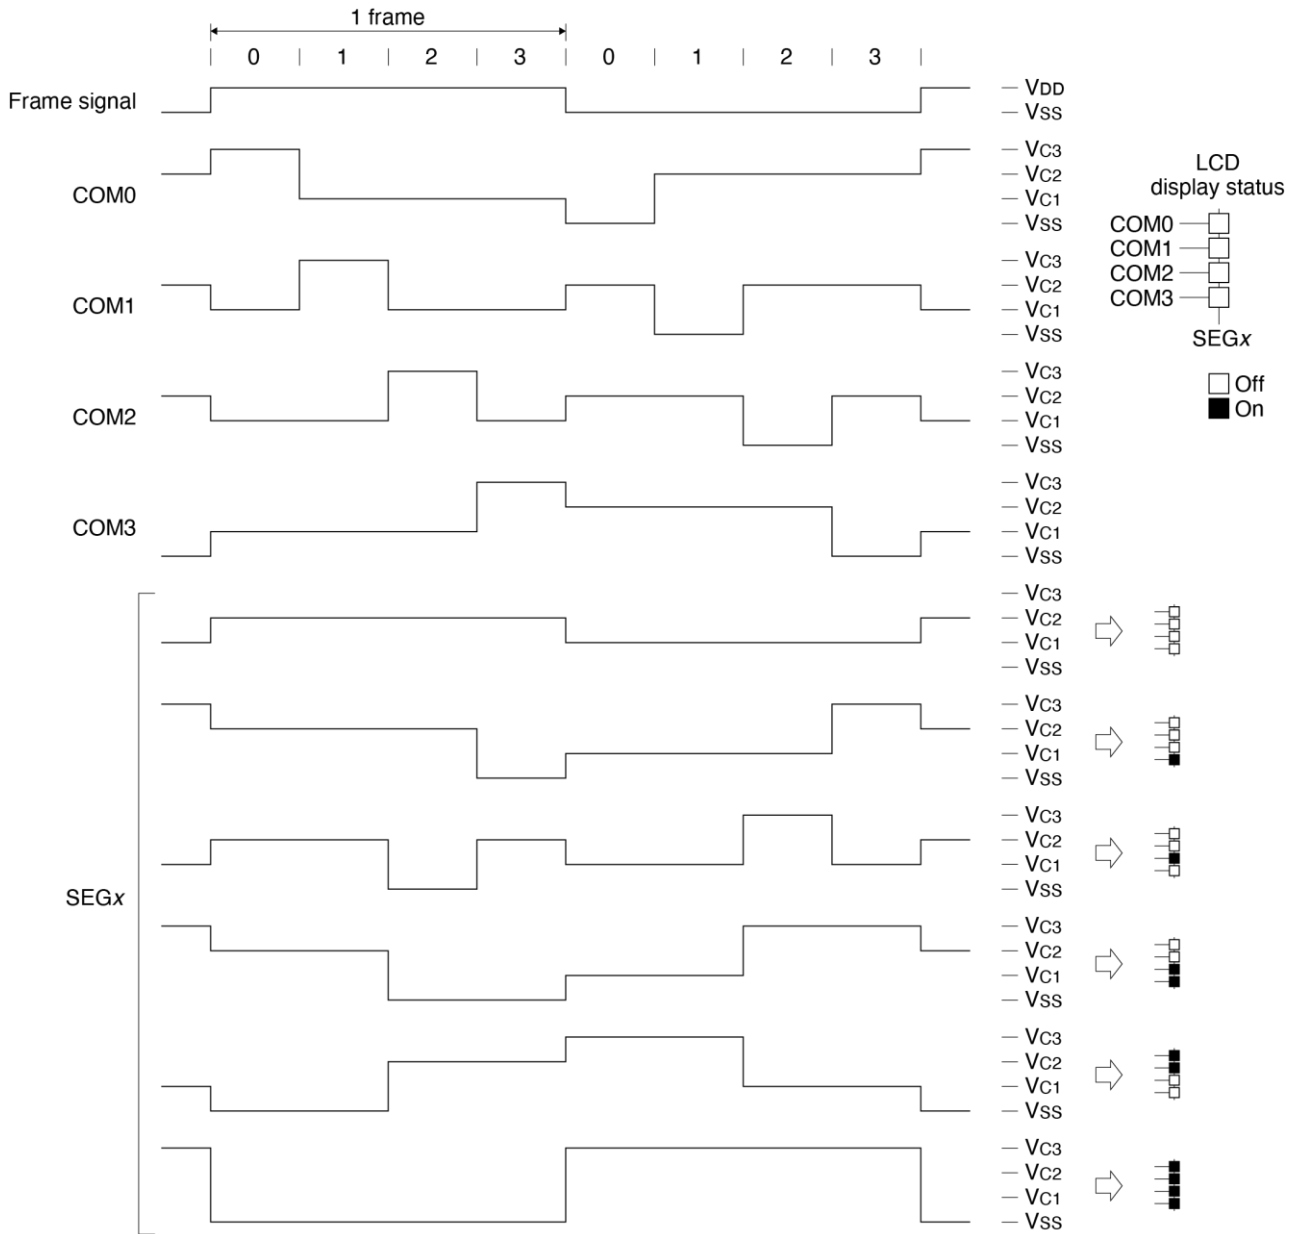 1 frame
0 1 2 3 0 1 2 3
Frame signal
VDD
VSS
COM0
VC3
VC2
VC1
VSS
LCD
display status
COM0
COM1
COM2
COM3
SEGx
Off
On
COM1
VC3
VC2
VC1
VSS
COM2
VC3
VC2
VC1
VSS
COM3
VC3
VC2
VC1
VSS
SEGx
VC3
VC2
VC1
VSS
VC3
VC2
VC1
VSS
VC3
VC2
VC1
VSS
VC3
VC2
VC1
VSS
VC3
VC2
VC1
VSS
VC3
VC2
VC1
VSS